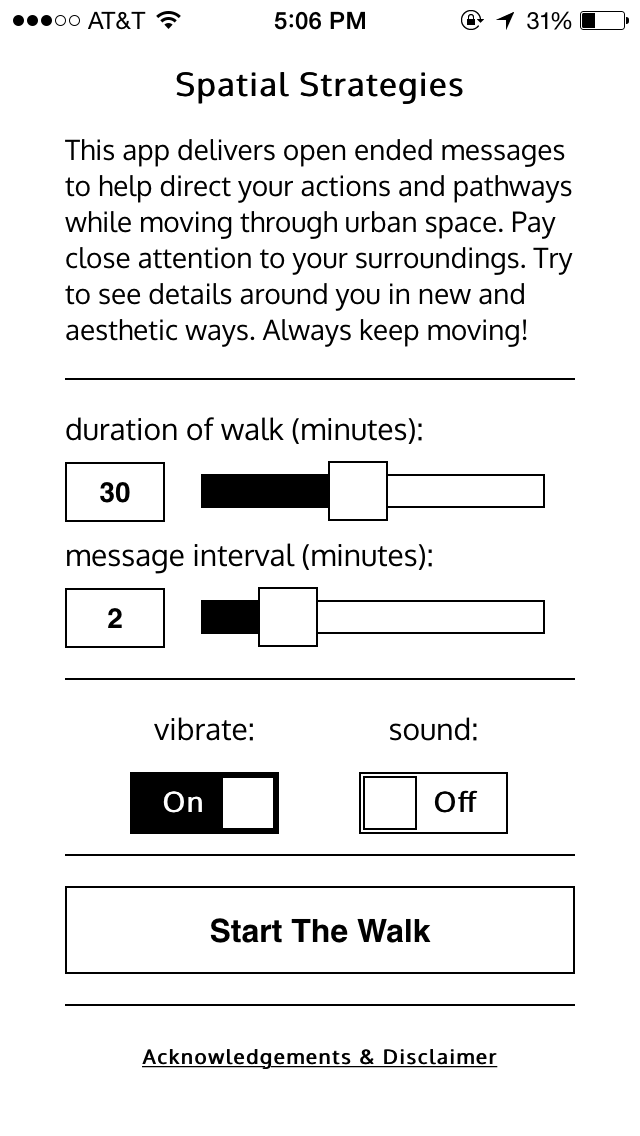 AT&T 5:06 PM 31%
Spatial Strategies
This app delivers open ended messages
to help direct your actions and pathways
while moving through urban space. Pay
close attention to your surroundings. Try
to see details around you in new and
aesthetic ways. Always keep moving!
duration of walk (minutes):
30
message interval (minutes):
2
vibrate: sound:
On Off
Start The Walk
Acknowledgements & Disclaimer